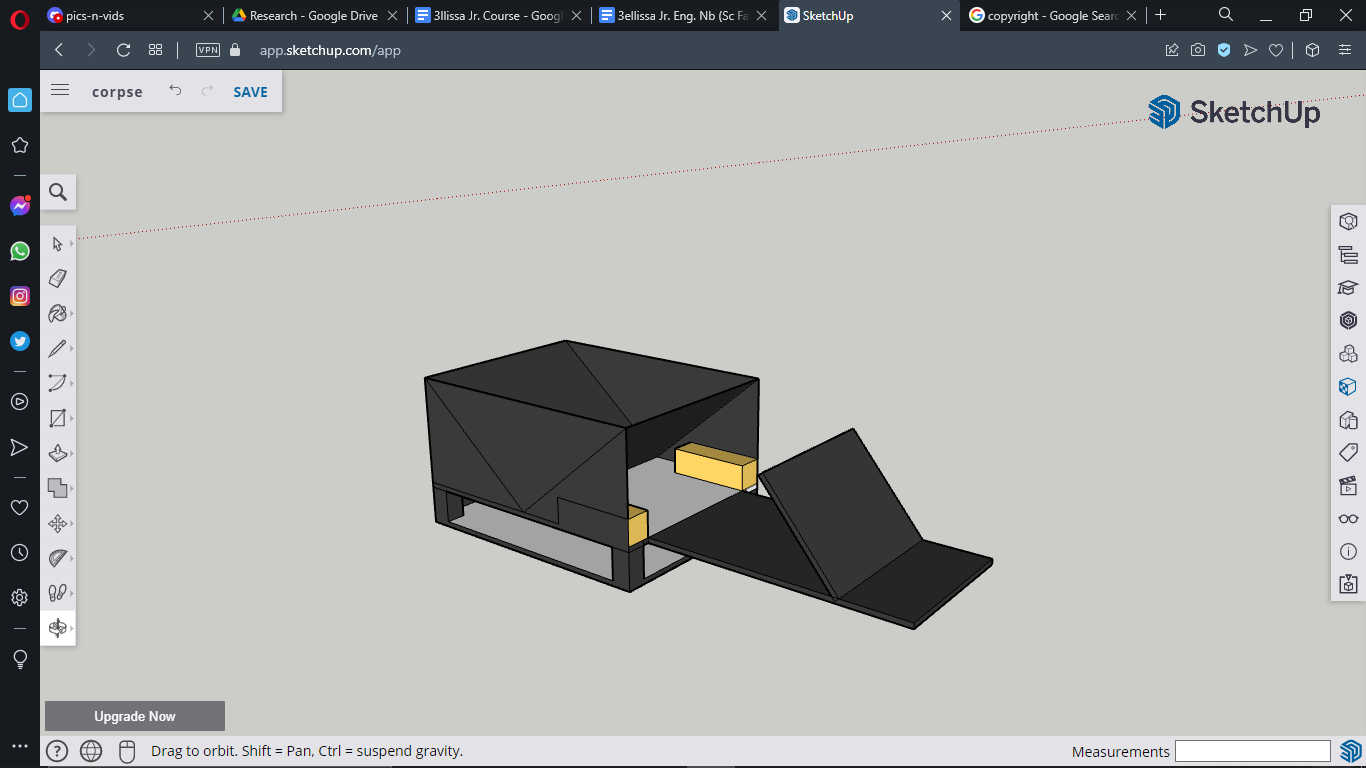 pics-n-vids
Research - Google Drive
3llissa Jr. Course - Googl
3ellissa Jr. Eng. Nb (Sc Fa
SketchUp
copyright - Google Searc
VPN
app.sketchup.com/app
corpse
SAVE
SketchUp
Upgrade Now
Drag to orbit. Shift = Pan, Ctrl = suspend gravity.
Measurements